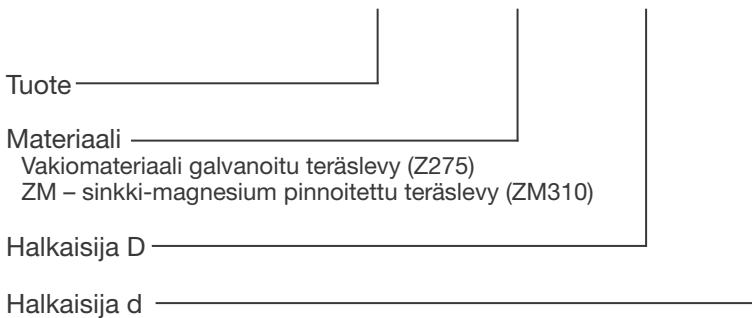 Tuote
Materiaali
Vakiomateriaali galvanoitu teräslevy (Z275)
ZM – sinkki-magnesium pinnoitettu teräslevy (ZM310)
Halkaisija D
Halkaisija d